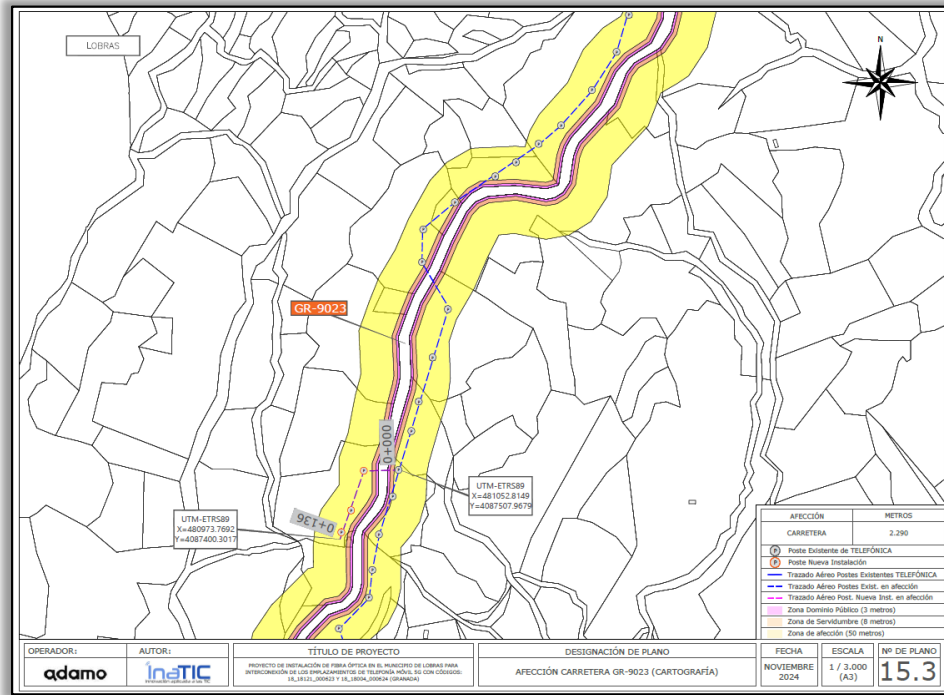 LOBRAS
N
GR-9023
0+000
0+136
UTM-ETRS89
X=481052.8149
Y=4087507.9679
UTM-ETRS89
X=480973.7692
Y=4087400.3017
AFECCIÓN METROS
CARRETERA 2.290
P Poste Existente de TELEFÓNICA
P Poste Nueva Instalación
Trazado Aéreo Postes Existentes TELEFÓNICA
Trazado Aéreo Postes Exist. en afección
Trazado Aéreo Post. Nueva Inst. en afección
Zona Dominio Público (3 metros)
Zona de Servidumbre (8 metros)
Zona de afección (50 metros)
OPERADOR:
adamo
AUTOR:
inaTIC
TÍTULO DE PROYECTO
PROYECTO DE INSTALACIÓN DE FIBRA ÓPTICA EN EL MUNICIPIO DE LOBRAS PARA
INTERCONEXIÓN DE LOS EMPLAZAMIENTOS DE TELEFONÍA MÓVIL 5G CON CÓDIGOS:
DESIGNACIÓN DE PLANO
AFECCIÓN CARRETERA GR-9023 (CARTOGRAFÍA)
FECHA
NOVIEMBRE
2024
ESCALA
1 / 3.000
(A3)
Nº DE PLANO
15.3